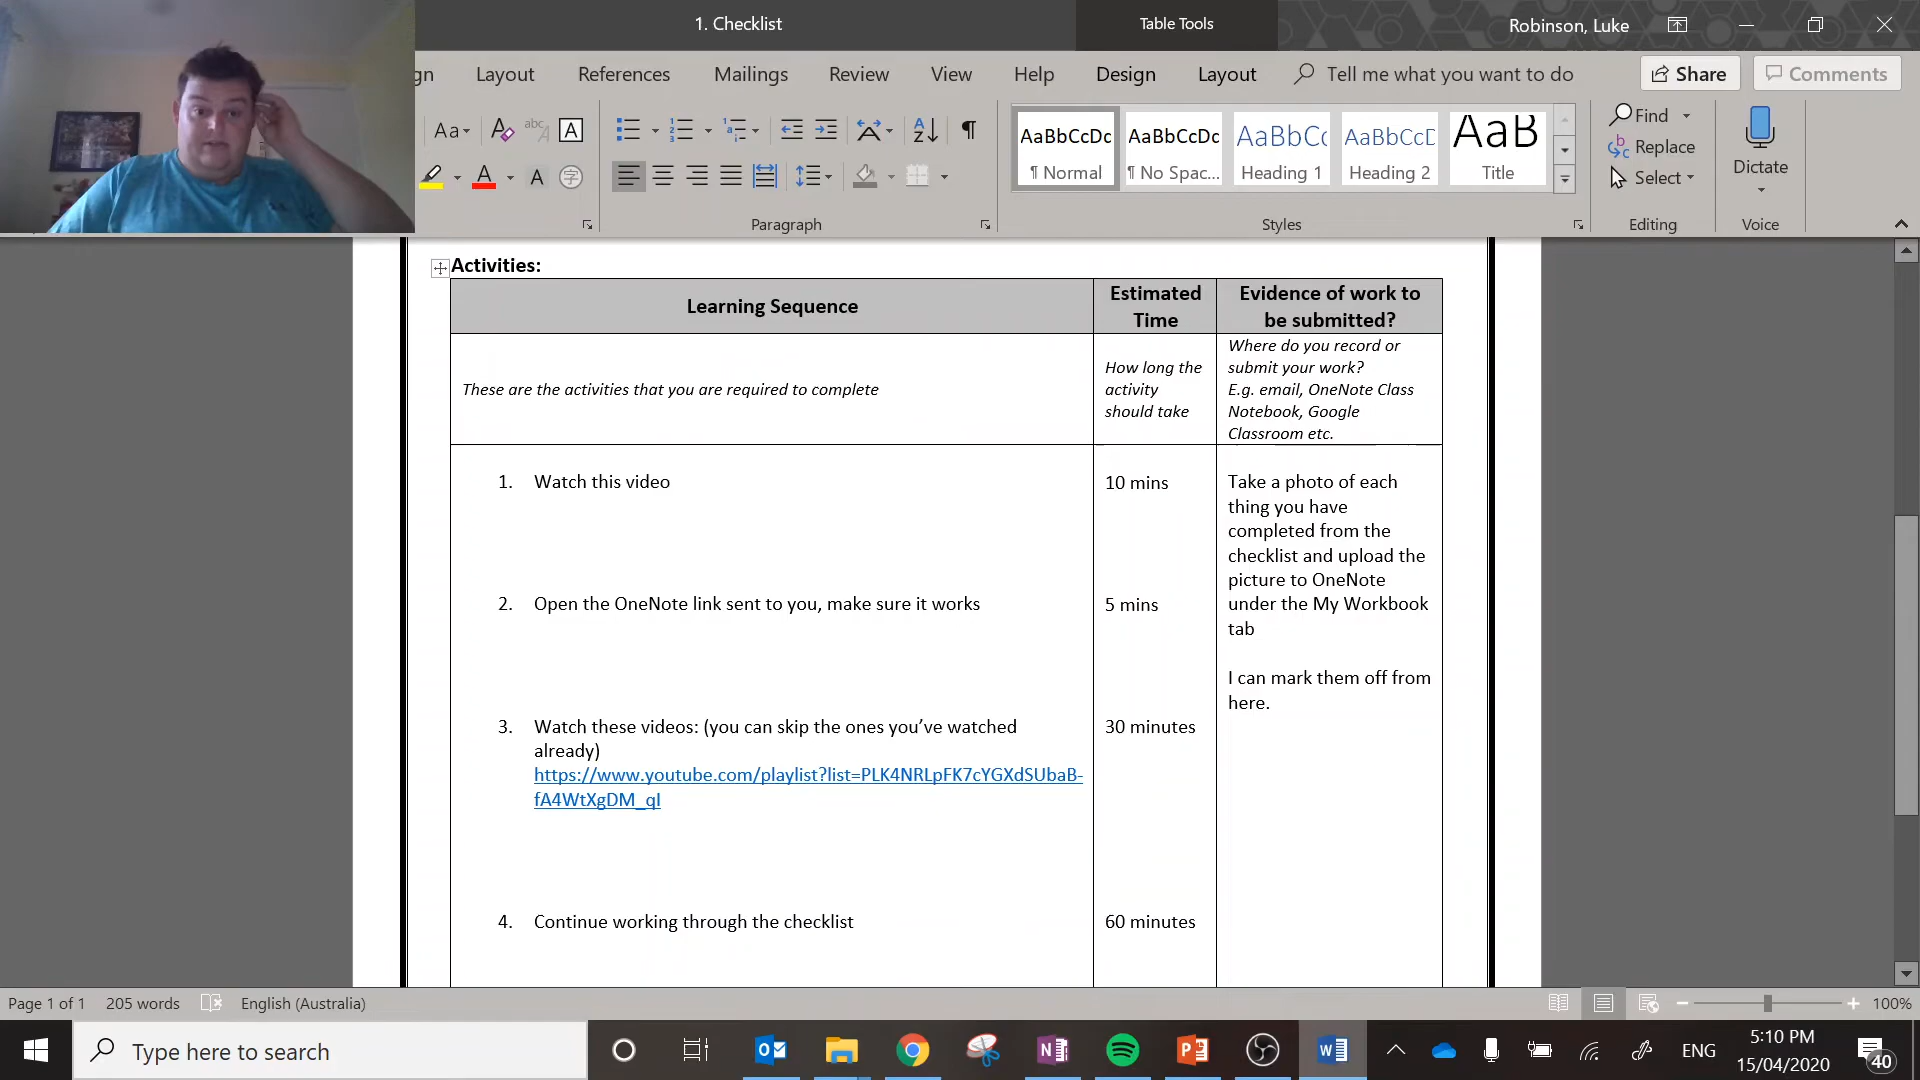 1. Checklist
Table Tools
Robinson, Luke
gn
Layout
References
Mailings
Review
View
Help
Design
Layout
Tell me what you want to do
Share
Comments
Aa
abc
A
A
A
字
AaBbCcDc
¶ Normal
AaBbCcDc
¶ No Spac...
AaBbCc
Heading 1
AaBbCcD
Heading 2
AaB
Title
Find
Replace
Select
Dictate
Paragraph
Styles
Editing
Voice
Activities:
Learning Sequence
Estimated
Time
Evidence of work to
be submitted?
These are the activities that you are required to complete
How long the
activity
should take
Where do you record or
submit your work?
E.g. email, OneNote Class
Notebook, Google
Classroom etc.
1. Watch this video
10 mins
Take a photo of each
thing you have
completed from the
checklist and upload the
picture to OneNote
under the My Workbook
tab
I can mark them off from
here.
2. Open the OneNote link sent to you, make sure it works
5 mins
3. Watch these videos: (you can skip the ones you’ve watched
already)
https://www.youtube.com/playlist?list=PLK4NRLpFK7cYGXdSUbaB-
fA4WtXgDM_qI
30 minutes
4. Continue working through the checklist
60 minutes
Page 1 of 1
205 words
English (Australia)
100%
Type here to search
ENG
5:10 PM
15/04/2020
40